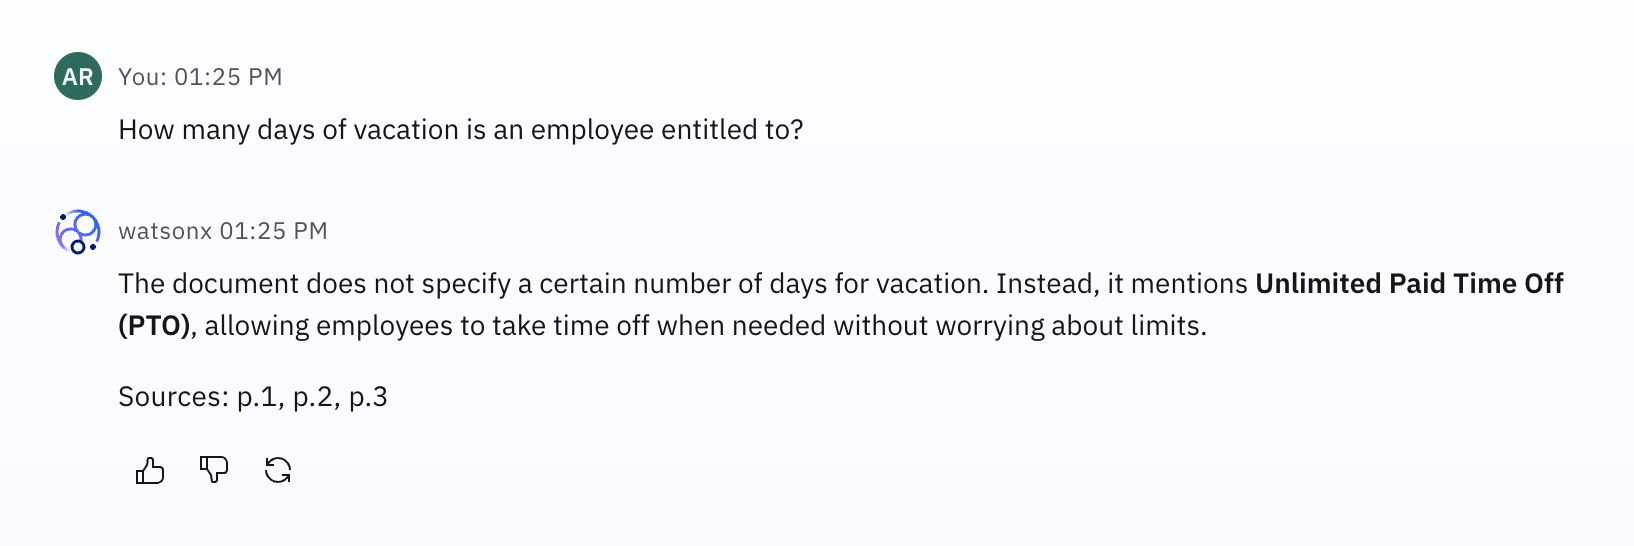 AR
You: 01:25 PM
How many days of vacation is an employee entitled to?
watsonx 01:25 PM
The document does not specify a certain number of days for vacation. Instead, it mentions Unlimited Paid Time Off
(PTO), allowing employees to take time off when needed without worrying about limits.
Sources: p.1, p.2, p.3